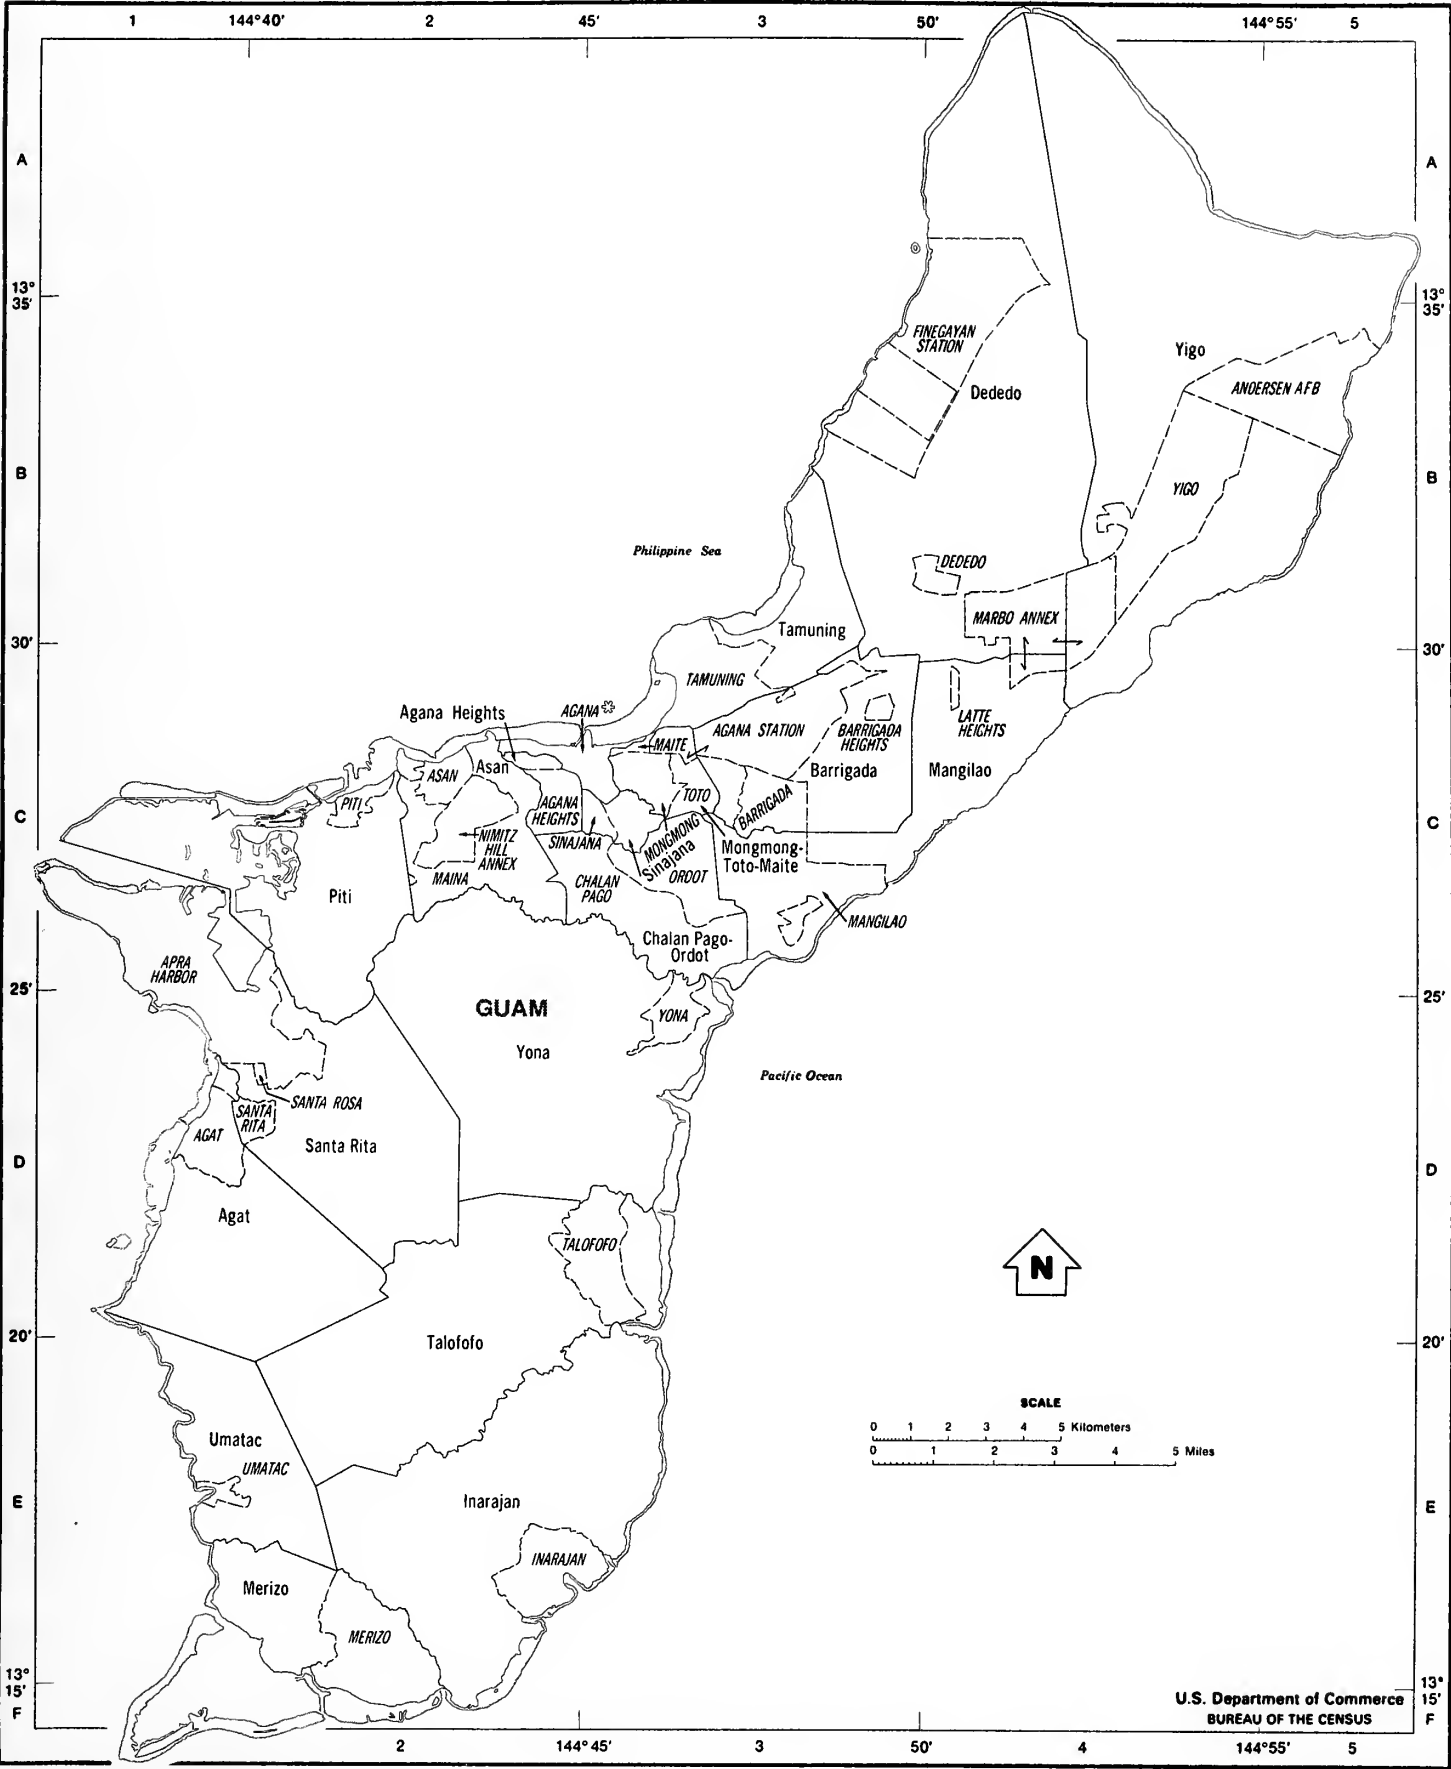 1 144°40' 2 45' 3 50' 144°55' 5
A A
13°
35'
13°
35'
FINEGAYAN
STATION
Yigo
Dededo
ANDERSEN AFB
B B
YIGO
Philippine Sea
DEDEDO
MARBO ANNEX
Tamuning
30' 30'
TAMUNING
Agana Heights
AGANA*
LATTE
HEIGHTS
AGANA STATION
BARRIGADA
HEIGHTS
MAITE
Asan
ASAN
Barrigada
Mangilao
PITI
AGANA
HEIGHTS
TOTO
BARRIGADA
C C
NIMITZ
HILL
ANNEX
SINAJANA
MONGMONG
Sinajana
Mongmong-
Toto-Maite
MAINA
CHALAN
PAGO
ORDOT
Piti
MANGILAO
Chalan Pago-
Ordot
APRA
HARBOR
25' 25'
GUAM
YONA
Yona
Pacific Ocean
SANTA ROSA
SANTA
RITA
AGAT
Santa Rita
D D
Agat
TALOFOFO
N
20' 20'
Talofofo
SCALE
0 1 2 3 4 5 Kilometers
0 1 2 3 4 5 Miles
Umatac
UMATAC
E E
Inarajan
INARAJAN
Merizo
MERIZO
13°
15'
13°
15'
F F
U.S. Department of Commerce
BUREAU OF THE CENSUS
2 144°45' 3 50' 4 144°55' 5